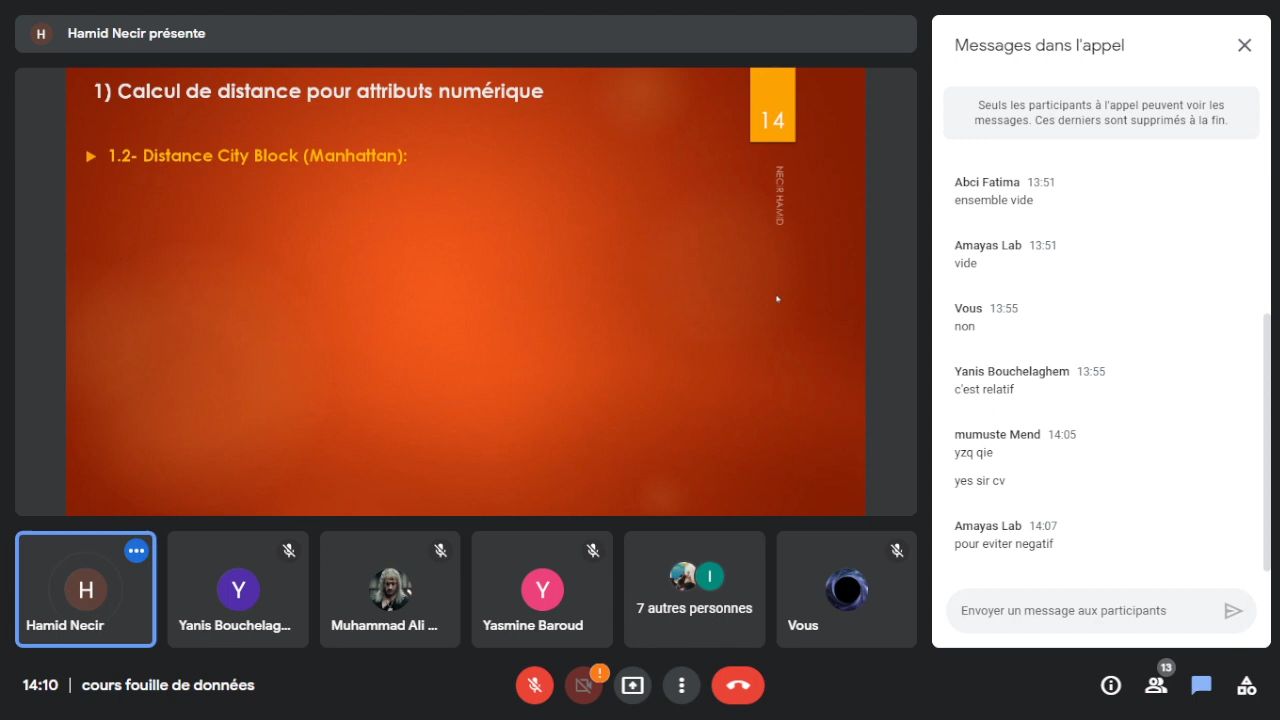 H Hamid Necir présente
1) Calcul de distance pour attributs numérique
14
1.2- Distance City Block (Manhattan):
NECIR HAMID
H
Hamid Necir
Y
Yanis Bouchelag...
Muhammad Ali ...
Y
Yasmine Baroud
I
7 autres personnes
Vous
14:10 | cours fouille de données
!
13
Messages dans l'appel
Seuls les participants à l'appel peuvent voir les
messages. Ces derniers sont supprimés à la fin.
Abci Fatima 13:51
ensemble vide
Amayas Lab 13:51
vide
Vous 13:55
non
Yanis Bouchelaghem 13:55
c'est relatif
mumuste Mend 14:05
yzq qie
yes sir cv
Amayas Lab 14:07
pour eviter negatif
Envoyer un message aux participants